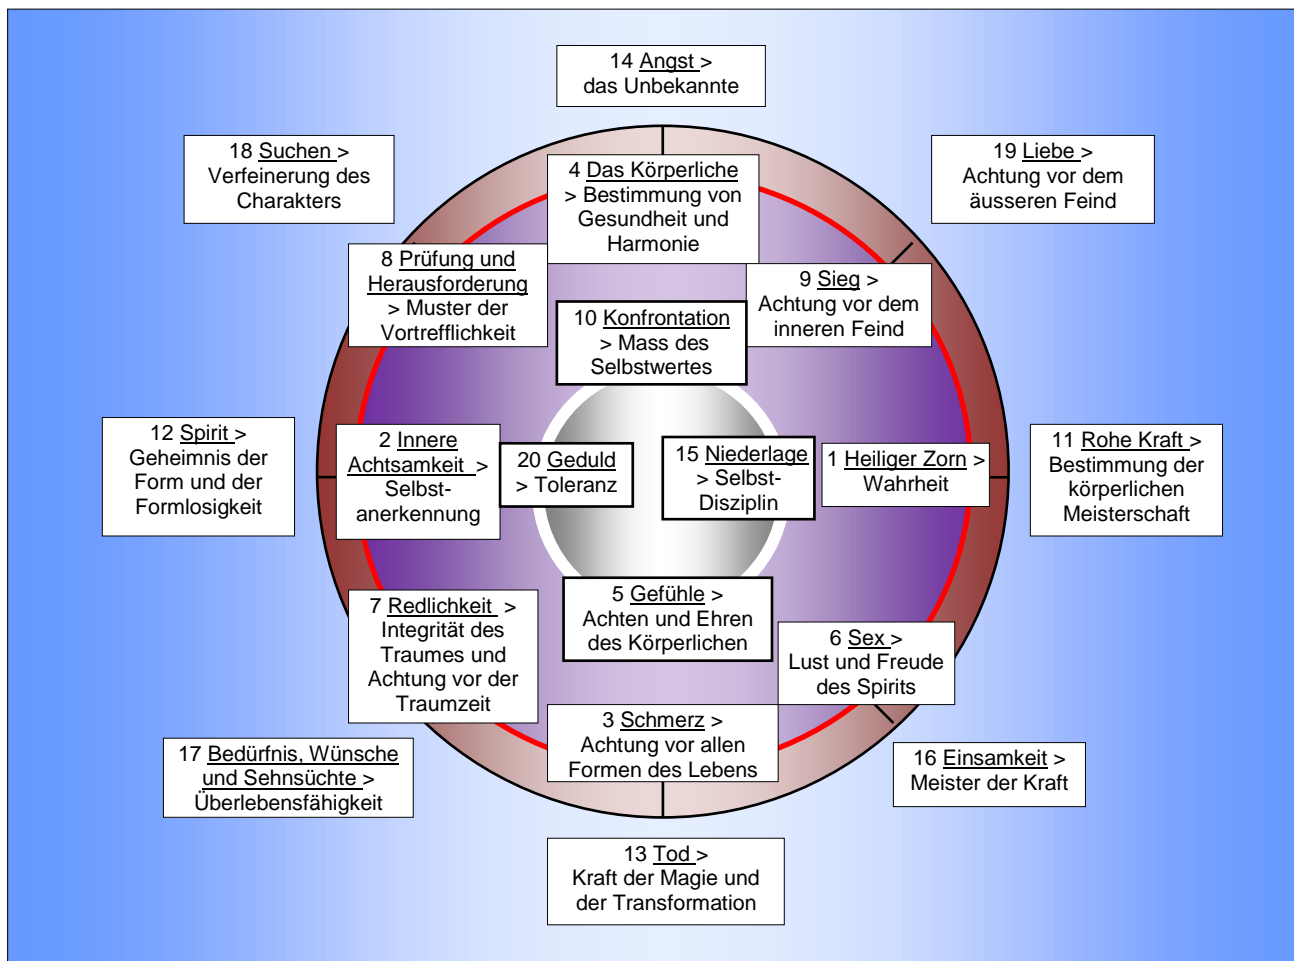 14 Angst >
das Unbekannte
18 Suchen >
Verfeinerung des
Charakters
19 Liebe >
Achtung vor dem
äusseren Feind
4 Das Körperliche
> Bestimmung von
Gesundheit und
Harmonie
8 Prüfung und
Herausforderung
> Muster der
Vortrefflichkeit
9 Sieg >
Achtung vor dem
inneren Feind
10 Konfrontation
> Mass des
Selbstwertes
12 Spirit >
Geheimnis der
Form und der
Formlosigkeit
2 Innere
Achtsamkeit >
Selbst-
anerkennung
20 Geduld
> Toleranz
15 Niederlage
> Selbst-
Disziplin
1 Heiliger Zorn >
Wahrheit
11 Rohe Kraft >
Bestimmung der
körperlichen
Meisterschaft
5 Gefühle >
Achten und Ehren
des Körperlichen
7 Redlichkeit >
Integrität des
Traumes und
Achtung vor der
Traumzeit
6 Sex >
Lust und Freude
des Spirits
3 Schmerz >
Achtung vor allen
Formen des Lebens
17 Bedürfnis, Wünsche
und Sehnsüchte >
Überlebensfähigkeit
16 Einsamkeit >
Meister der Kraft
13 Tod >
Kraft der Magie und
der Transformation